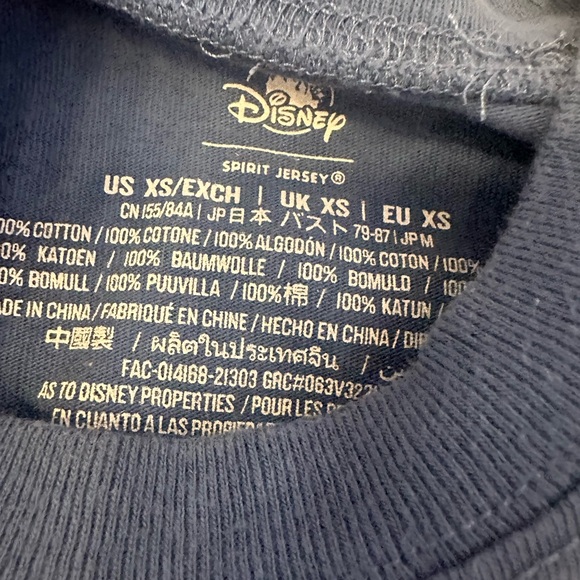 Disney
SPIRIT JERSEY®
US XS/EXCH | UK XS | EU XS
CN 155/84A | JP 日本 バスト 79-87 | JP M
100% COTTON / 100% COTONE / 100% ALGODÓN / 100% COTON / 100%
KATOEN / 100% BAUMWOLLE / 100% BOMULD / 100%
BOMULL / 100% PUUVILLA / 100% 棉 / 100% KATUN /
MADE IN CHINA / FABRIQUÉ EN CHINE / HECHO EN CHINA /
中國製 / ผลิตในประเทศจีน /
FAC-014168-21303 GRC#063V322
AS TO DISNEY PROPERTIES / POUR LES
EN CUANTO A LAS